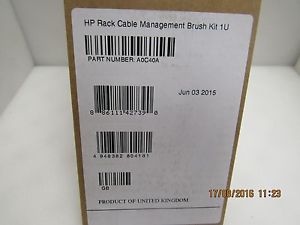 HP Rack Cable Management Brush Kit 1U
PART NUMBER: A0C40A
Jun 03 2015
8 86111 42739 0
4 948382 804181
GB
PRODUCT OF UNITED KINGDOM
17/08/2016 11:23